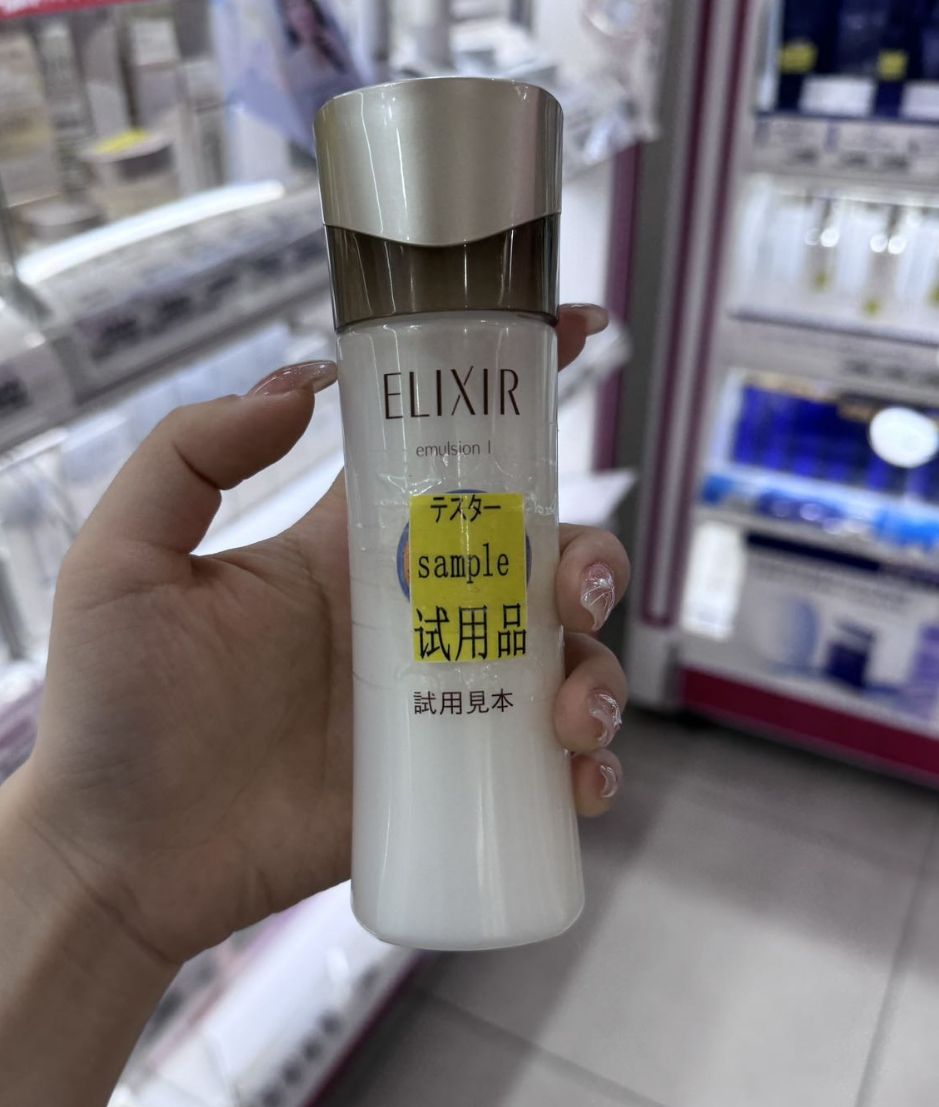 ELIXIR
emulsion I
テスター
sample
试用品
試用見本